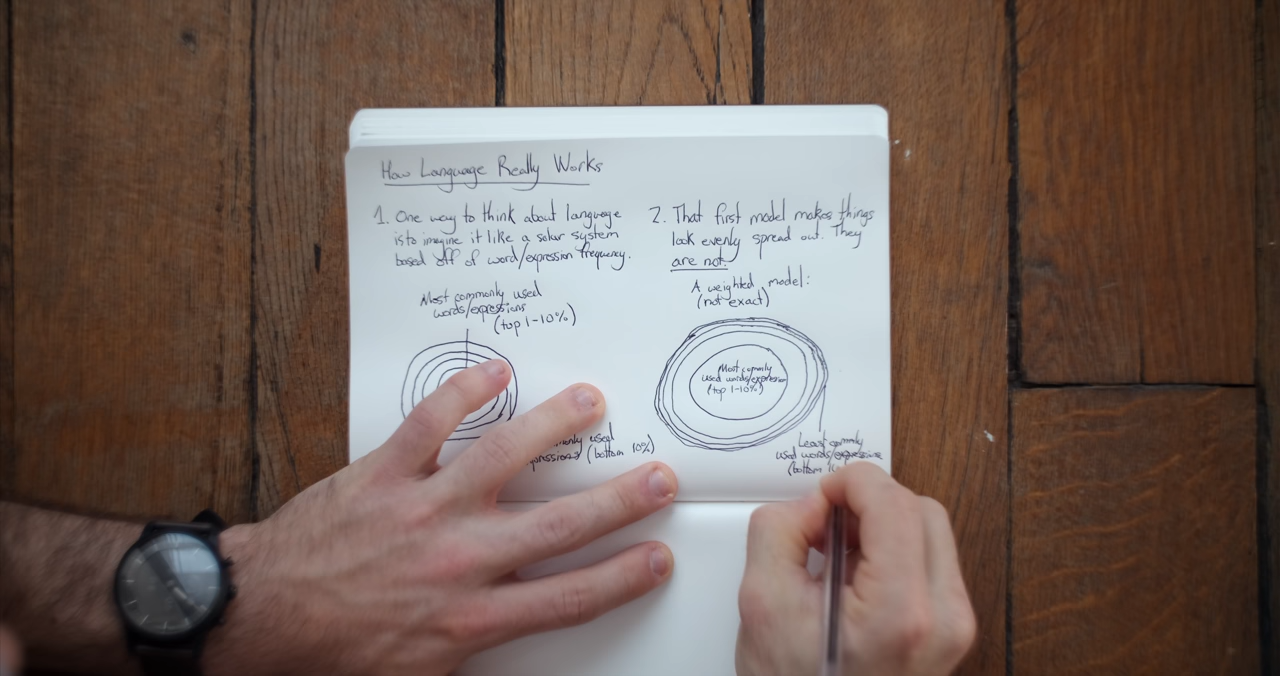 How Language Really Works
1. One way to think about language
is to imagine it like a solar system
based off of word/expression frequency.
Most commonly used
words/expressions
(top 1-10%)
used
(bottom 10%)
2. That first model makes things
look evenly spread out. They
are not.
A weighted model:
(not exact)
Most commonly
used words/expression
(top 1-10%)
Least commonly
used words/expressions
(bottom